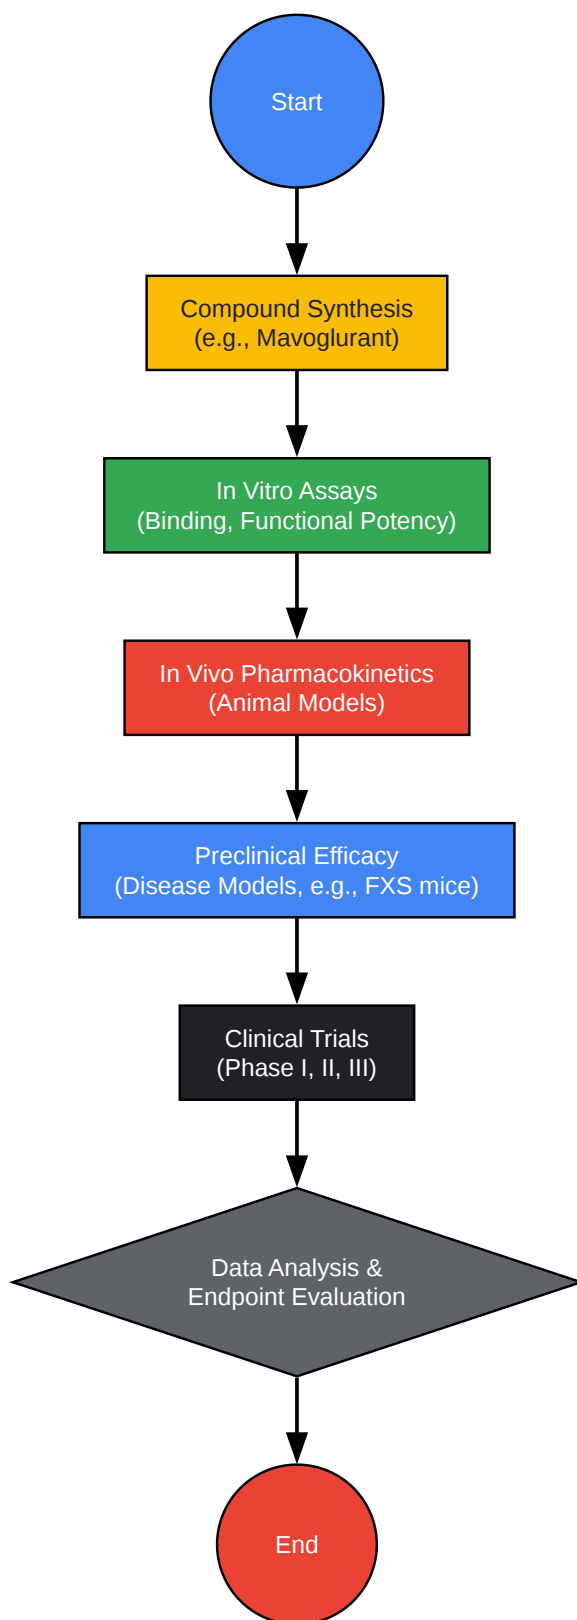 Start
Compound Synthesis
(e.g., Mavoglurant)
In Vitro Assays
(Binding, Functional Potency)
In Vivo Pharmacokinetics
(Animal Models)
Preclinical Efficacy
(Disease Models, e.g., FXS mice)
Clinical Trials
(Phase I, II, III)
Data Analysis &
Endpoint Evaluation
End